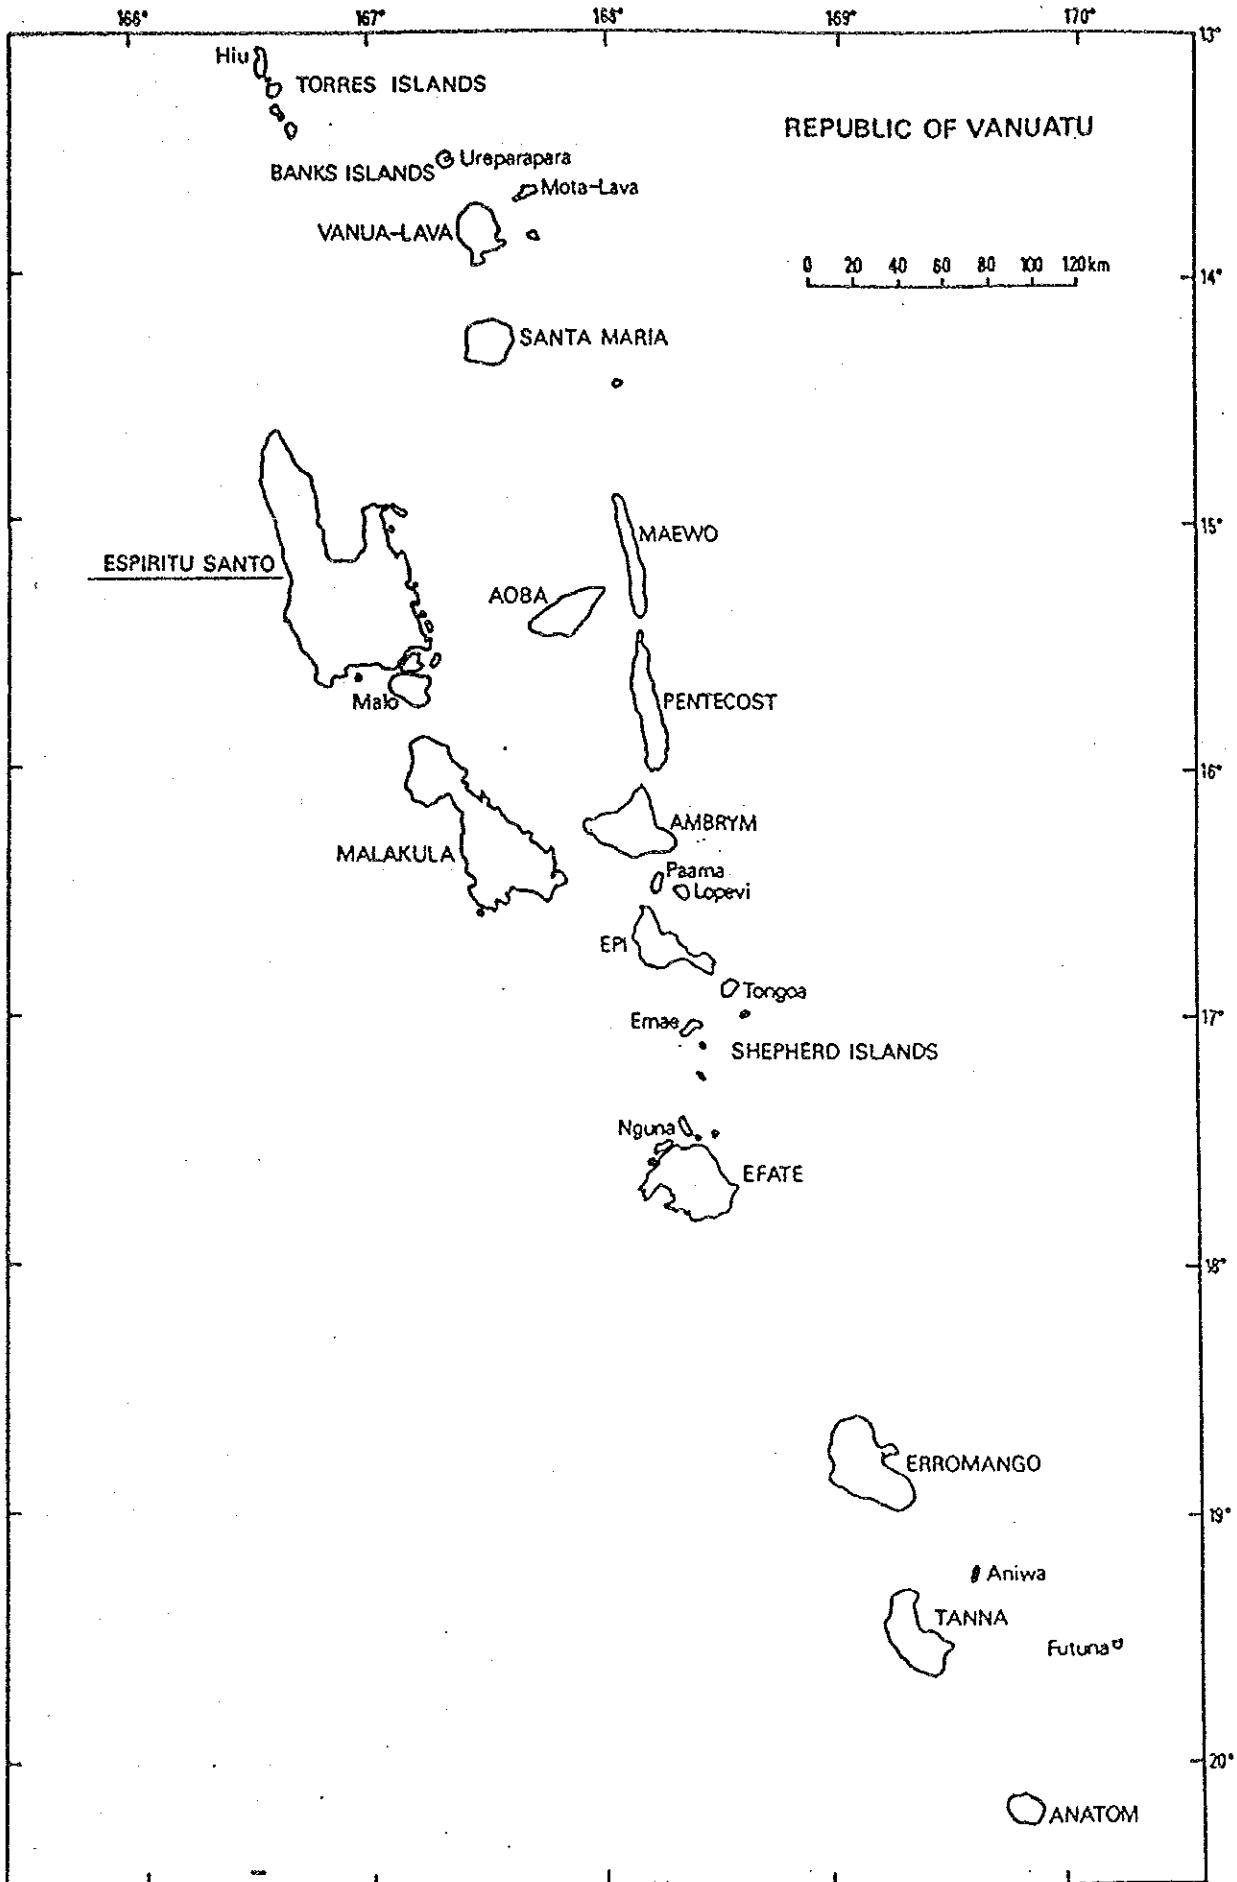 166° 167° 168° 169° 170°
13°
Hiu
TORRES ISLANDS
REPUBLIC OF VANUATU
Ureparapara
BANKS ISLANDS
Mota-Lava
VANUA-LAVA
0 20 40 60 80 100 120km
14°
SANTA MARIA
15°
MAEWO
ESPIRITU SANTO
AOBA
Malo
PENTECOST
16°
AMBRYM
MALAKULA
Paama
Lopevi
EPI
Tongoa
17°
Emae
SHEPHERD ISLANDS
Nguna
EFATE
18°
ERROMANGO
19°
Aniwa
TANNA
Futuna
20°
ANATOM